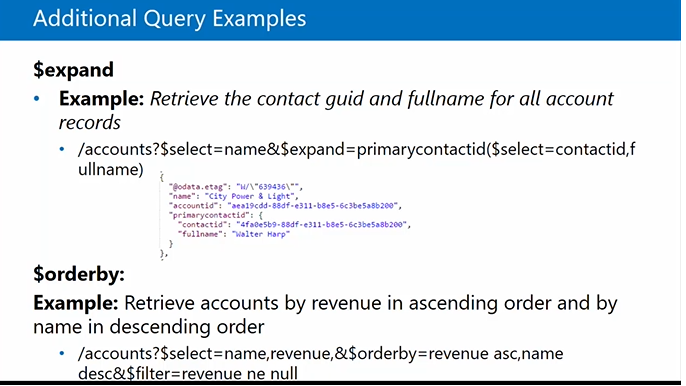 Additional Query Examples
$expand
• Example: Retrieve the contact guid and fullname for all account
records
• /accounts?$select=name&$expand=primarycontactid($select=contactid,f
ullname)
{
"@odata.etag": "W/\"639436\"",
"name": "City Power & Light",
"accountid": "aea19cdd-88df-e311-b8e5-6c3be5a8b200",
"primarycontactid": {
"contactid": "4fa0e5b9-88df-e311-b8e5-6c3be5a8b200",
"fullname": "Walter Harp"
}
},
$orderby:
Example: Retrieve accounts by revenue in ascending order and by
name in descending order
• /accounts?$select=name,revenue,&$orderby=revenue asc,name
desc&$filter=revenue ne null